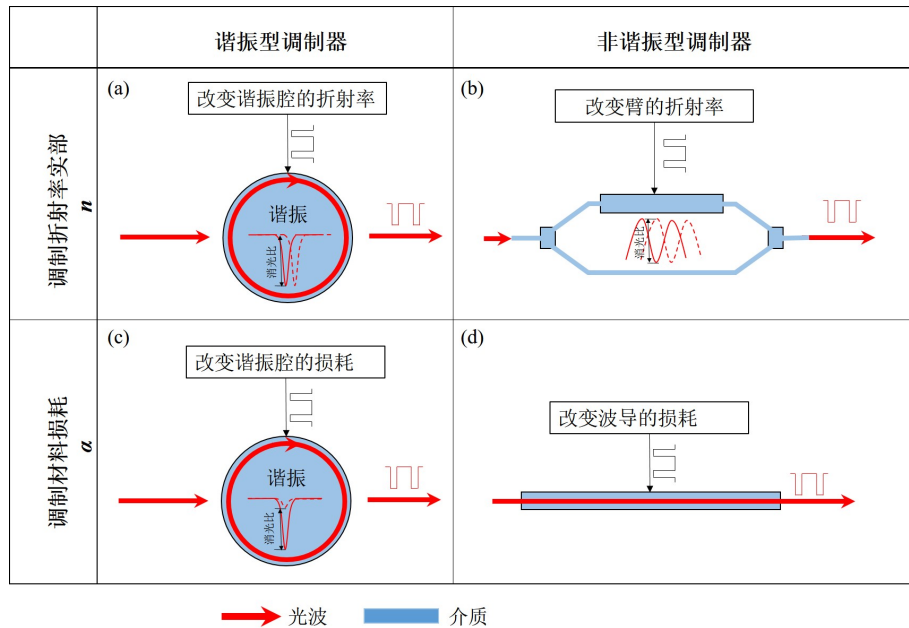 谐振型调制器
非谐振型调制器
调制折射率实部
n
(a)
改变谐振腔的折射率
谐振
消光比
(b)
改变臂的折射率
消光比
调制材料损耗
α
(c)
改变谐振腔的损耗
谐振
消光比
(d)
改变波导的损耗
光波
介质